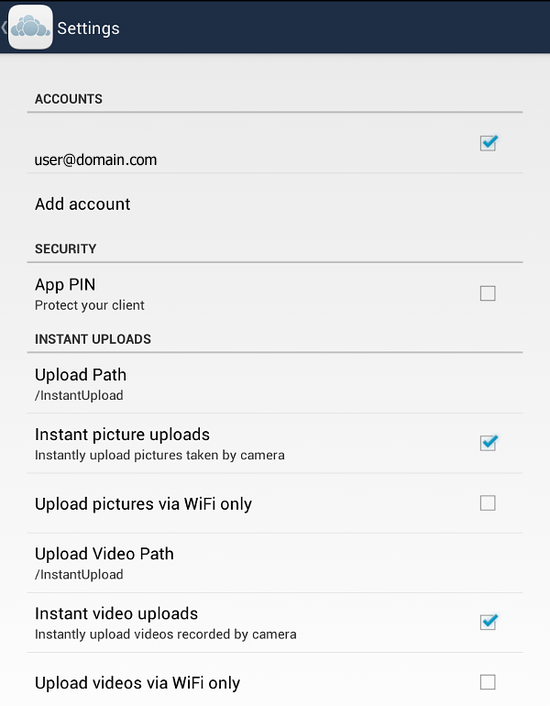 Settings
ACCOUNTS
user@domain.com
Add account
SECURITY
App PIN
Protect your client
INSTANT UPLOADS
Upload Path
/InstantUpload
Instant picture uploads
Instantly upload pictures taken by camera
Upload pictures via WiFi only
Upload Video Path
/InstantUpload
Instant video uploads
Instantly upload videos recorded by camera
Upload videos via WiFi only